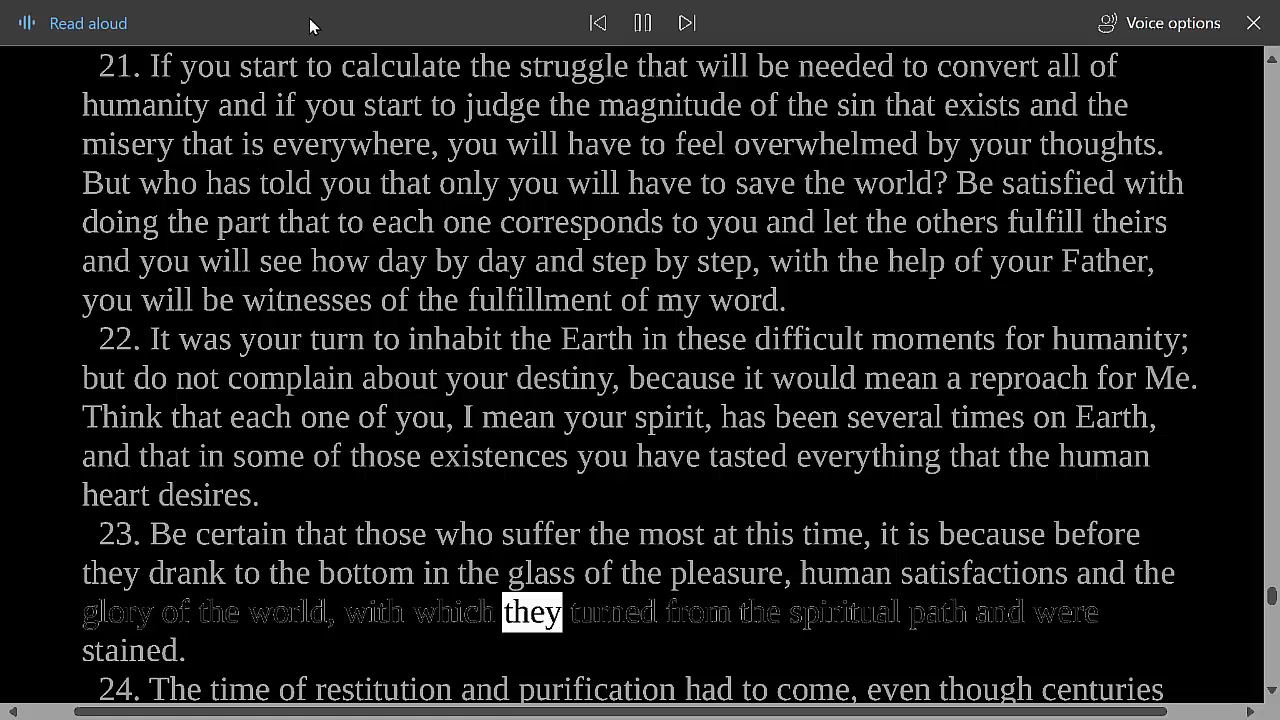 Read aloud
Voice options
21. If you start to calculate the struggle that will be needed to convert all of
humanity and if you start to judge the magnitude of the sin that exists and the
misery that is everywhere, you will have to feel overwhelmed by your thoughts.
But who has told you that only you will have to save the world? Be satisfied with
doing the part that to each one corresponds to you and let the others fulfill theirs
and you will see how day by day and step by step, with the help of your Father,
you will be witnesses of the fulfillment of my word.
22. It was your turn to inhabit the Earth in these difficult moments for humanity;
but do not complain about your destiny, because it would mean a reproach for Me.
Think that each one of you, I mean your spirit, has been several times on Earth,
and that in some of those existences you have tasted everything that the human
heart desires.
23. Be certain that those who suffer the most at this time, it is because before
they drank to the bottom in the glass of the pleasure, human satisfactions and the
glory of the world, with which they turned from the spiritual path and were
stained.
24. The time of restitution and purification had to come, even though centuries